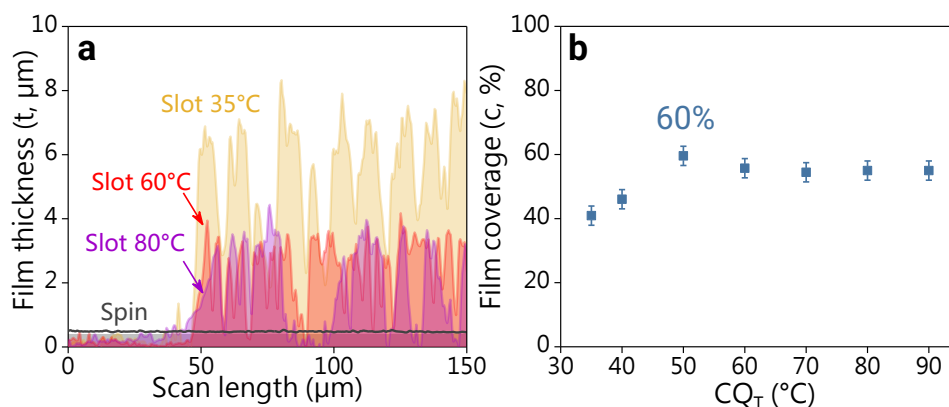 a
Film thickness (t, μm)
10
8
6
4
2
0
Slot 35°C
Slot 60°C
Slot 80°C
Spin
0
50
100
150
Scan length (μm)
b
Film coverage (c, %)
100
80
60
40
20
0
60%
30
40
50
60
70
80
90
CQT (°C)